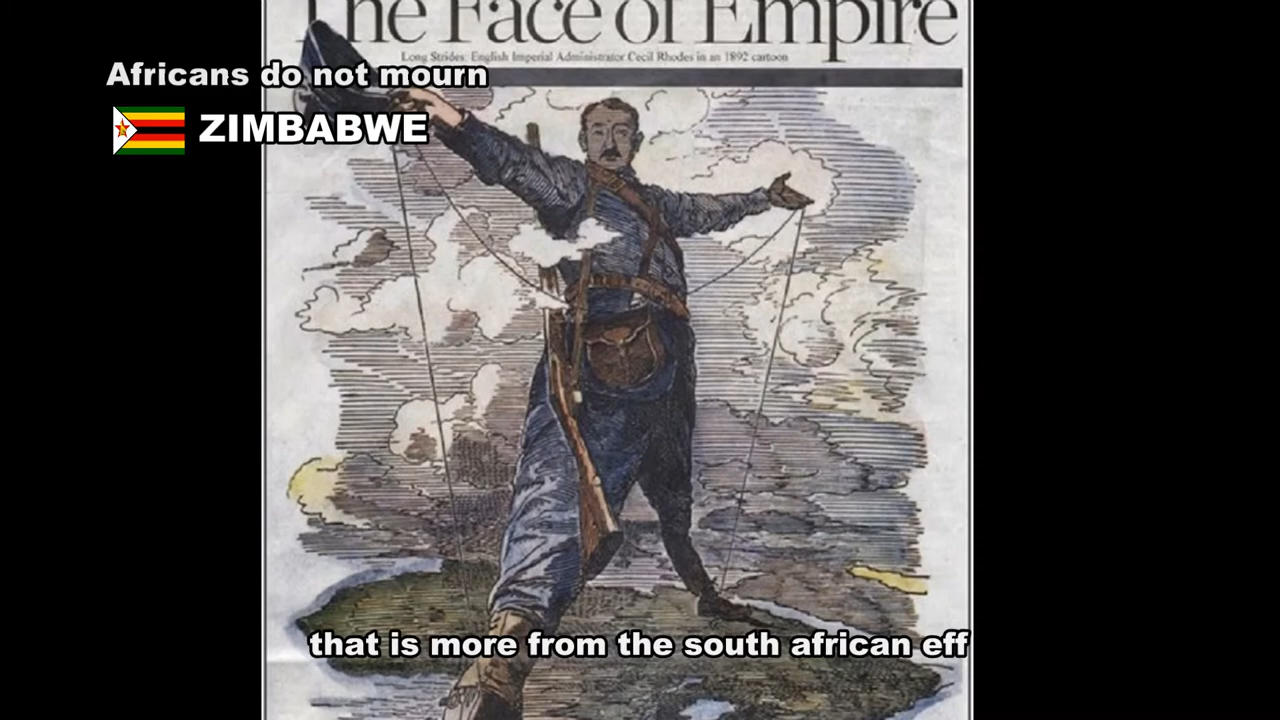 The Face of Empire
Long Strides: English Imperial Administrator Cecil Rhodes in an 1892 cartoon
Africans do not mourn
ZIMBABWE
that is more from the south african eff